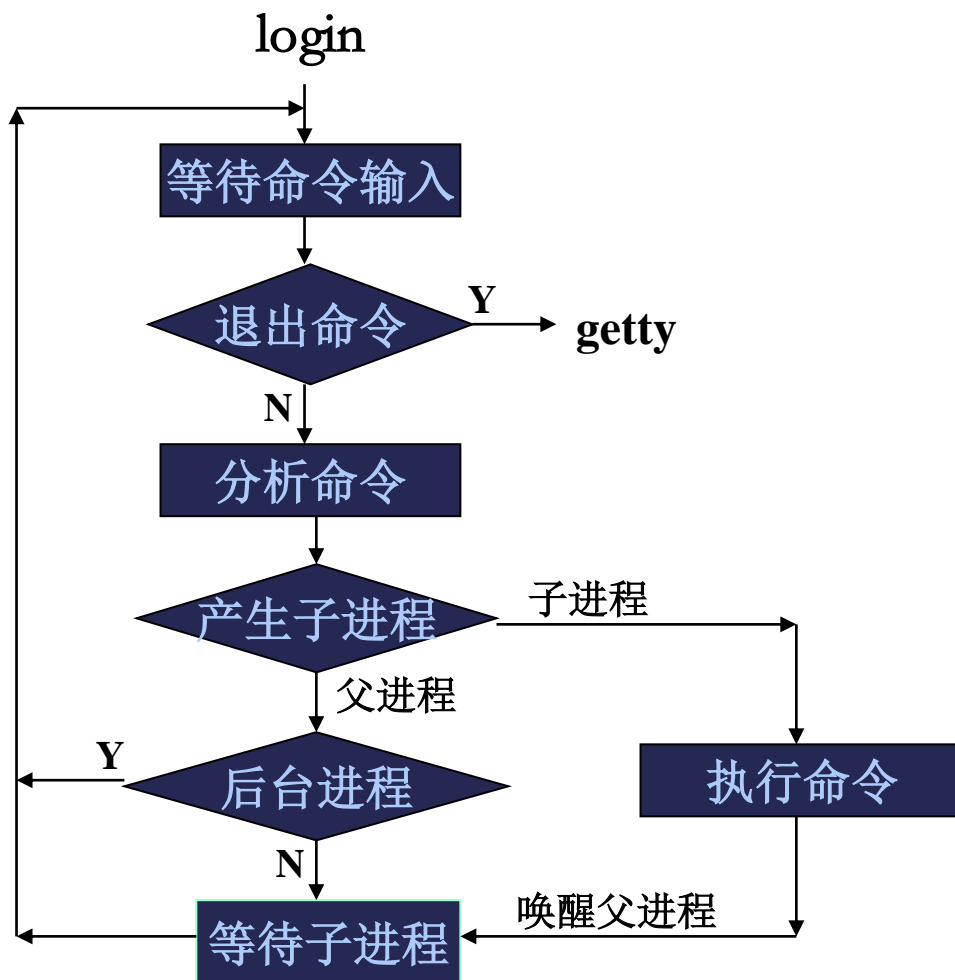 login
等待命令输入
退出命令
Y
getty
N
分析命令
产生子进程
子进程
父进程
Y
后台进程
执行命令
N
唤醒父进程
等待子进程